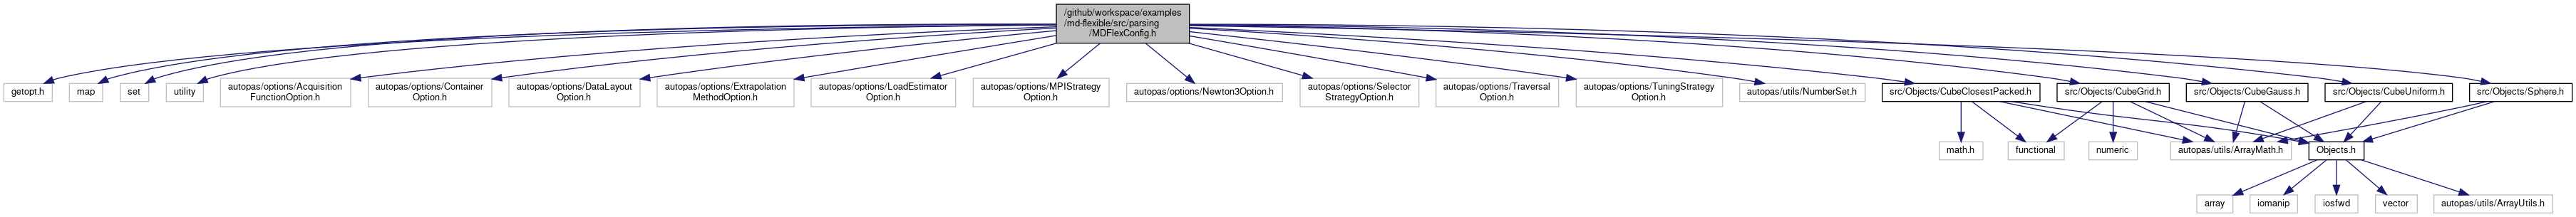 /github/workspace/examples
/md-flexible/src/parsing
/MDFlexConfig.h
getopt.h
map
set
utility
autopas/options/Acquisition
FunctionOption.h
autopas/options/Container
Option.h
autopas/options/DataLayout
Option.h
autopas/options/Extrapolation
MethodOption.h
autopas/options/LoadEstimator
Option.h
autopas/options/MPIStrategy
Option.h
autopas/options/Newton3Option.h
autopas/options/Selector
StrategyOption.h
autopas/options/Traversal
Option.h
autopas/options/TuningStrategy
Option.h
autopas/utils/NumberSet.h
src/Objects/CubeClosestPacked.h
src/Objects/CubeGrid.h
src/Objects/CubeGauss.h
src/Objects/CubeUniform.h
src/Objects/Sphere.h
math.h
functional
numeric
autopas/utils/ArrayMath.h
Objects.h
array
iomanip
iosfwd
vector
autopas/utils/ArrayUtils.h